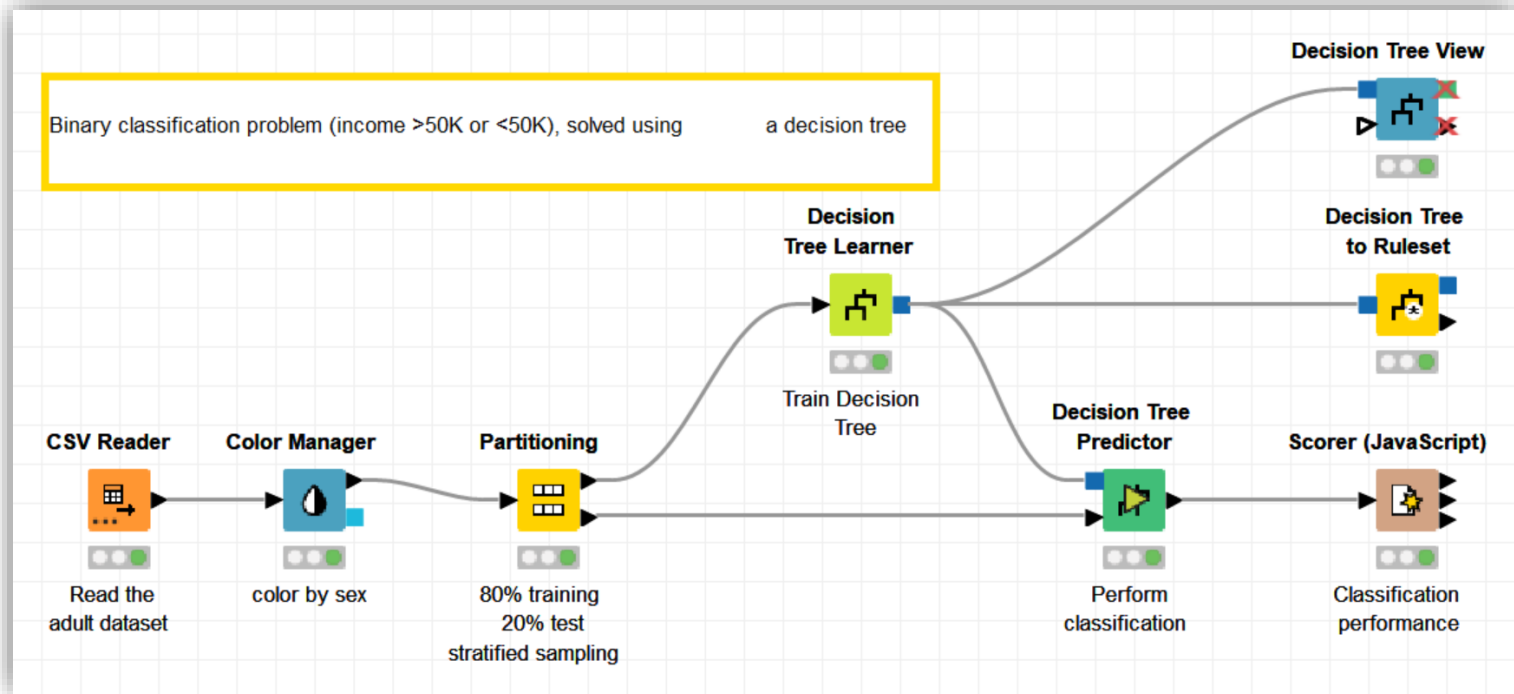 Decision Tree View
Binary classification problem (income >50K or <50K), solved using a decision tree
Decision
Tree Learner
Decision Tree
to Ruleset
Train Decision
Tree
Decision Tree
Predictor
CSV Reader
Color Manager
Partitioning
Scorer (JavaScript)
Read the
adult dataset
color by sex
80% training
20% test
stratified sampling
Perform
classification
Classification
performance